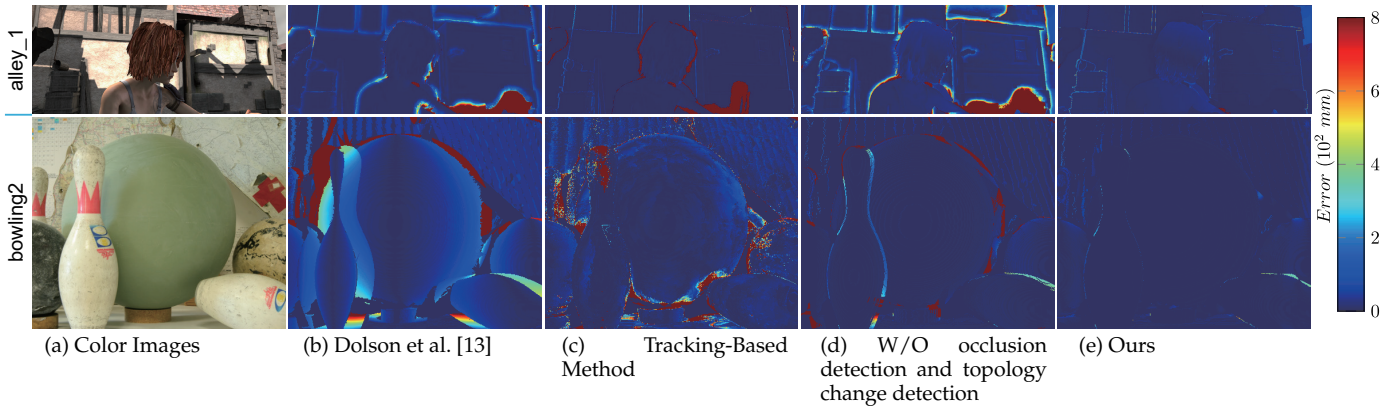 alley_1
bowling2
8
6
4
2
0
Error (10² mm)
(a) Color Images
(b) Dolson et al. [13]
(c) Tracking-Based
Method
(d) W/O occlusion
detection and topology
change detection
(e) Ours